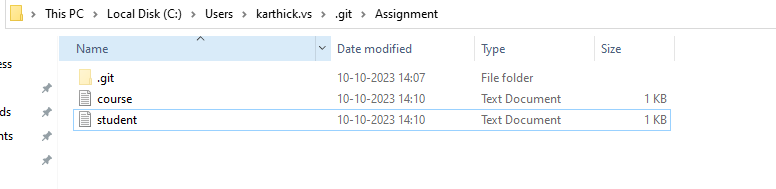 This PC > Local Disk (C:) > Users > karthick.vs > .git > Assignment
Name Date modified Type Size
ess
.git 10-10-2023 14:07 File folder
course 10-10-2023 14:10 Text Document 1 KB
ds
student 10-10-2023 14:10 Text Document 1 KB
nts